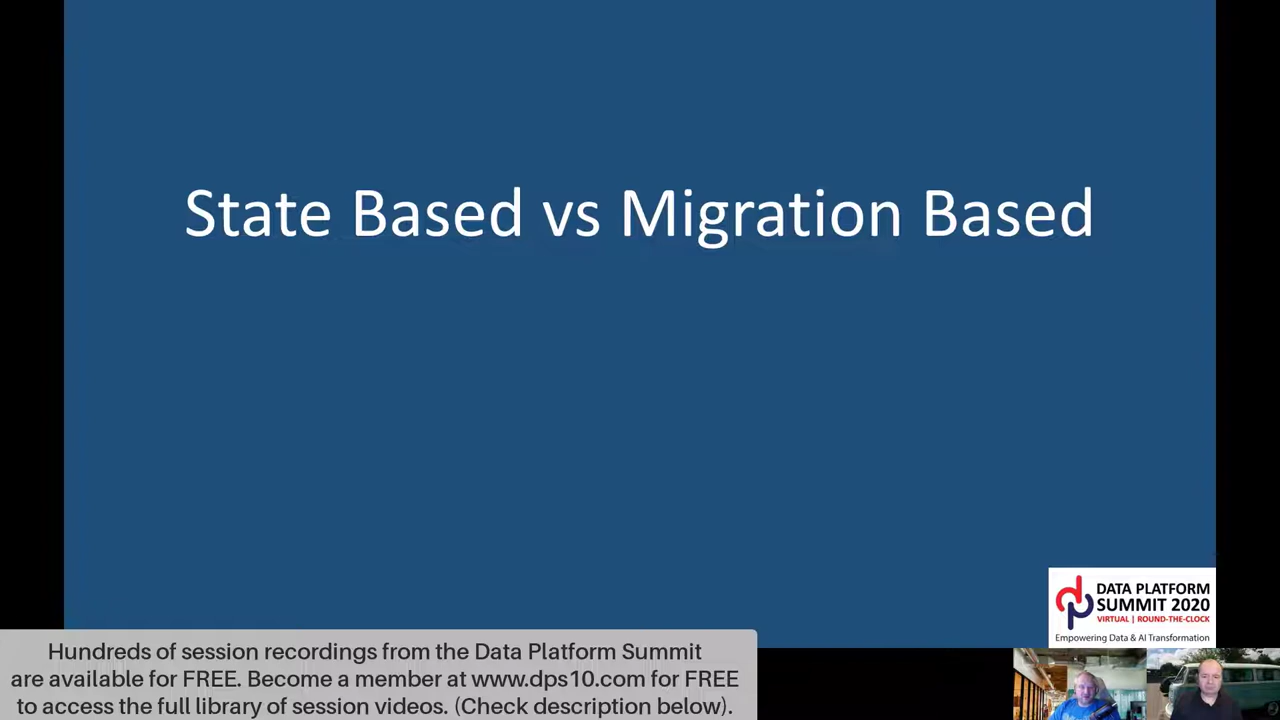 State Based vs Migration Based
DATA PLATFORM
SUMMIT 2020
VIRTUAL | ROUND-THE-CLOCK
Empowering Data & AI Transformation
Hundreds of session recordings from the Data Platform Summit
are available for FREE. Become a member at www.dps10.com for FREE
to access the full library of session videos. (Check description below).